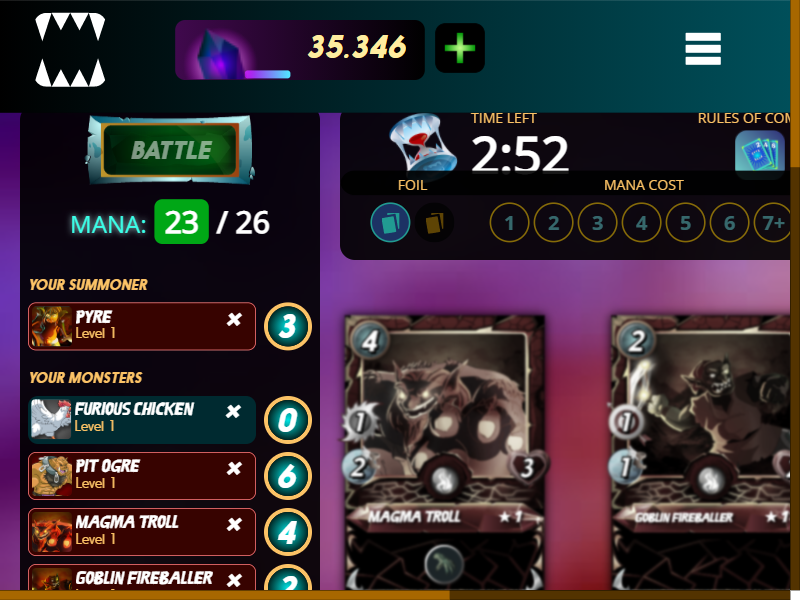 35.346
BATTLE
MANA: 23 / 26
YOUR SUMMONER
PYRE
Level 1
3
YOUR MONSTERS
FURIOUS CHICKEN
Level 1
0
PIT OGRE
Level 1
6
MAGMA TROLL
Level 1
4
GOBLIN FIREBALLER
2
TIME LEFT
2:52
RULES OF COM
FOIL
MANA COST
1 2 3 4 5 6 7+
4
1
2
3
MAGMA TROLL
★ 1
2
1
1
GOBLIN FIREBALLER
★ 1